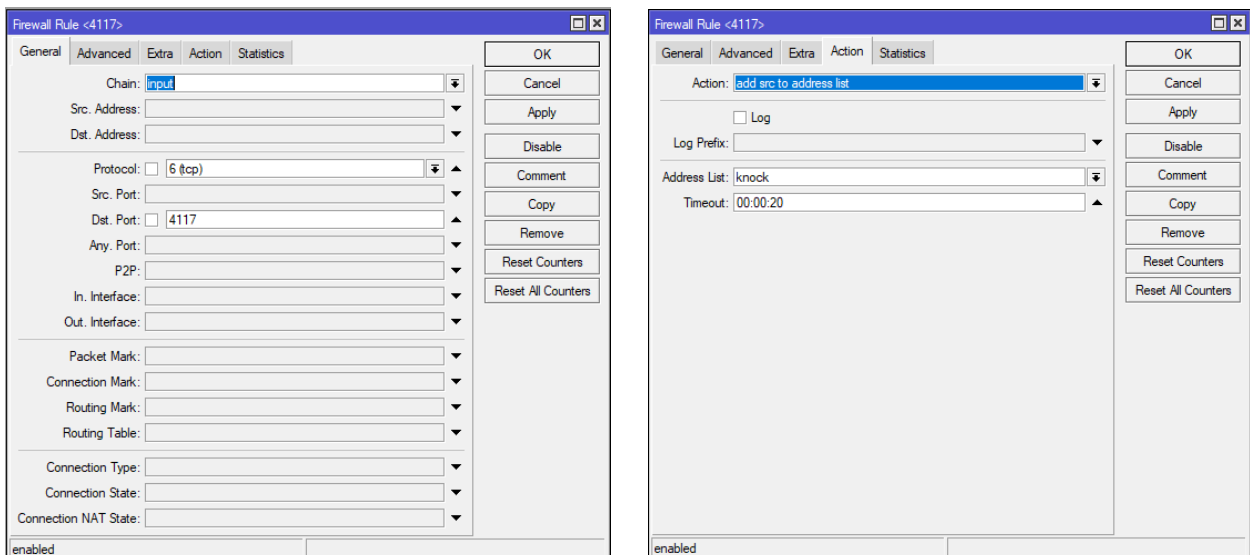 Firewall Rule <4117>
General Advanced Extra Action Statistics
Chain: input
Src. Address:
Dst. Address:
Protocol: 6 (tcp)
Src. Port:
Dst. Port: 4117
Any. Port:
P2P:
In. Interface:
Out. Interface:
Packet Mark:
Connection Mark:
Routing Mark:
Routing Table:
Connection Type:
Connection State:
Connection NAT State:
OK
Cancel
Apply
Disable
Comment
Copy
Remove
Reset Counters
Reset All Counters
enabled
Firewall Rule <4117>
General Advanced Extra Action Statistics
Action: add src to address list
Log
Log Prefix:
Address List: knock
Timeout: 00:00:20
OK
Cancel
Apply
Disable
Comment
Copy
Remove
Reset Counters
Reset All Counters
enabled